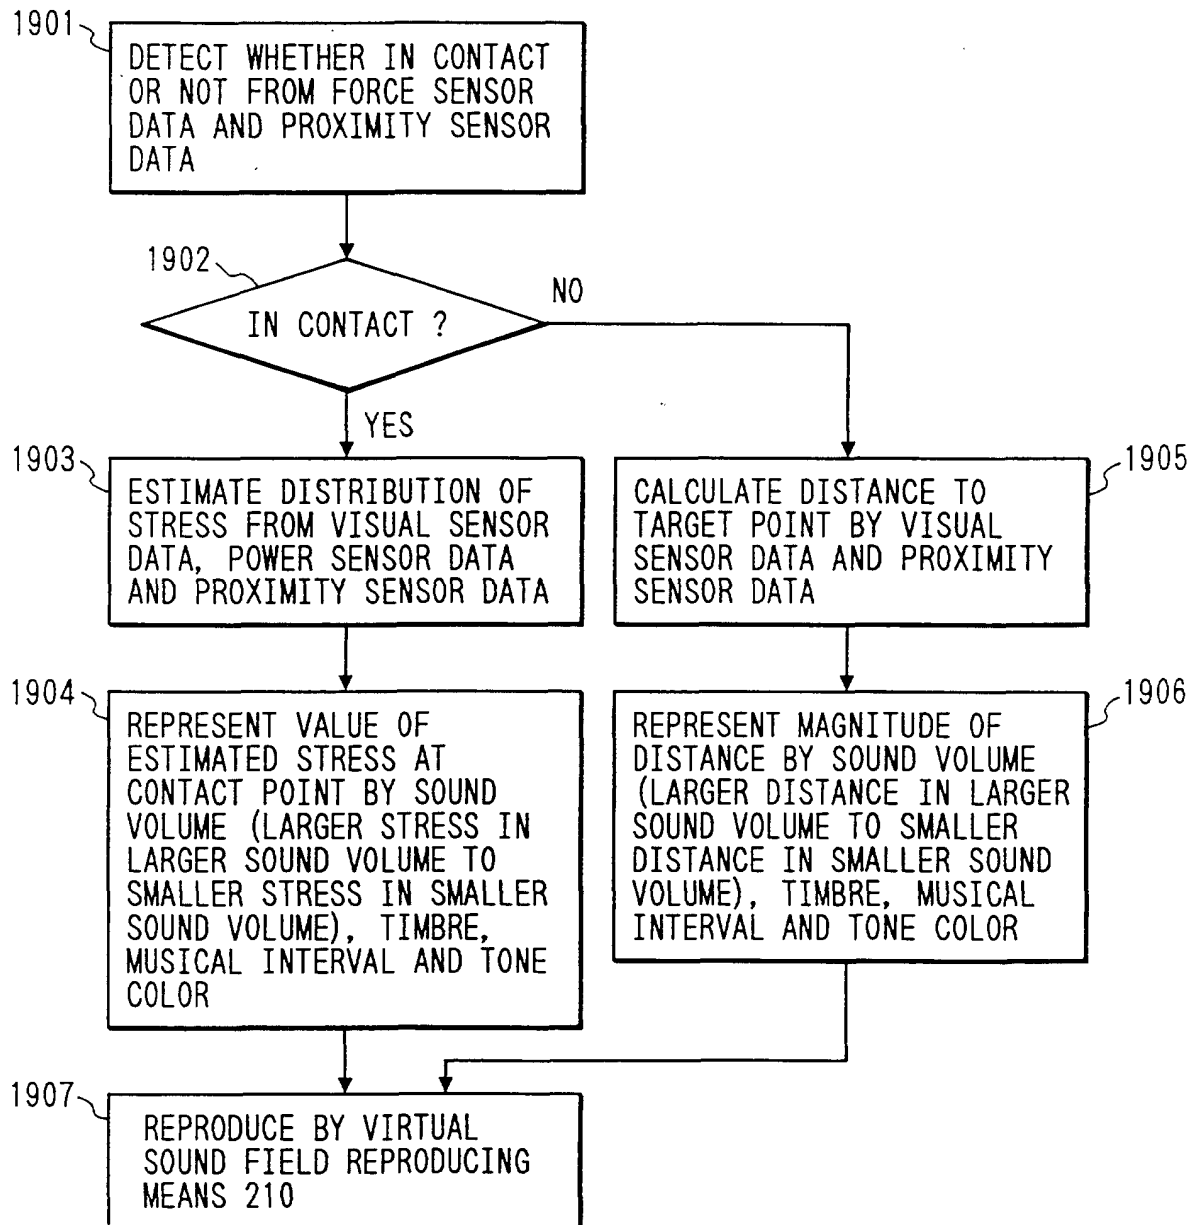 1901
DETECT WHETHER IN CONTACT
OR NOT FROM FORCE SENSOR
DATA AND PROXIMITY SENSOR
DATA
1902
IN CONTACT ?
NO
YES
1903
ESTIMATE DISTRIBUTION OF
STRESS FROM VISUAL SENSOR
DATA, POWER SENSOR DATA
AND PROXIMITY SENSOR DATA
1905
CALCULATE DISTANCE TO
TARGET POINT BY VISUAL
SENSOR DATA AND PROXIMITY
SENSOR DATA
1904
REPRESENT VALUE OF
ESTIMATED STRESS AT
CONTACT POINT BY SOUND
VOLUME (LARGER STRESS IN
LARGER SOUND VOLUME TO
SMALLER STRESS IN SMALLER
SOUND VOLUME), TIMBRE,
MUSICAL INTERVAL AND TONE
COLOR
1906
REPRESENT MAGNITUDE OF
DISTANCE BY SOUND VOLUME
(LARGER DISTANCE IN LARGER
SOUND VOLUME TO SMALLER
DISTANCE IN SMALLER SOUND
VOLUME), TIMBRE, MUSICAL
INTERVAL AND TONE COLOR
1907
REPRODUCE BY VIRTUAL
SOUND FIELD REPRODUCING
MEANS 210